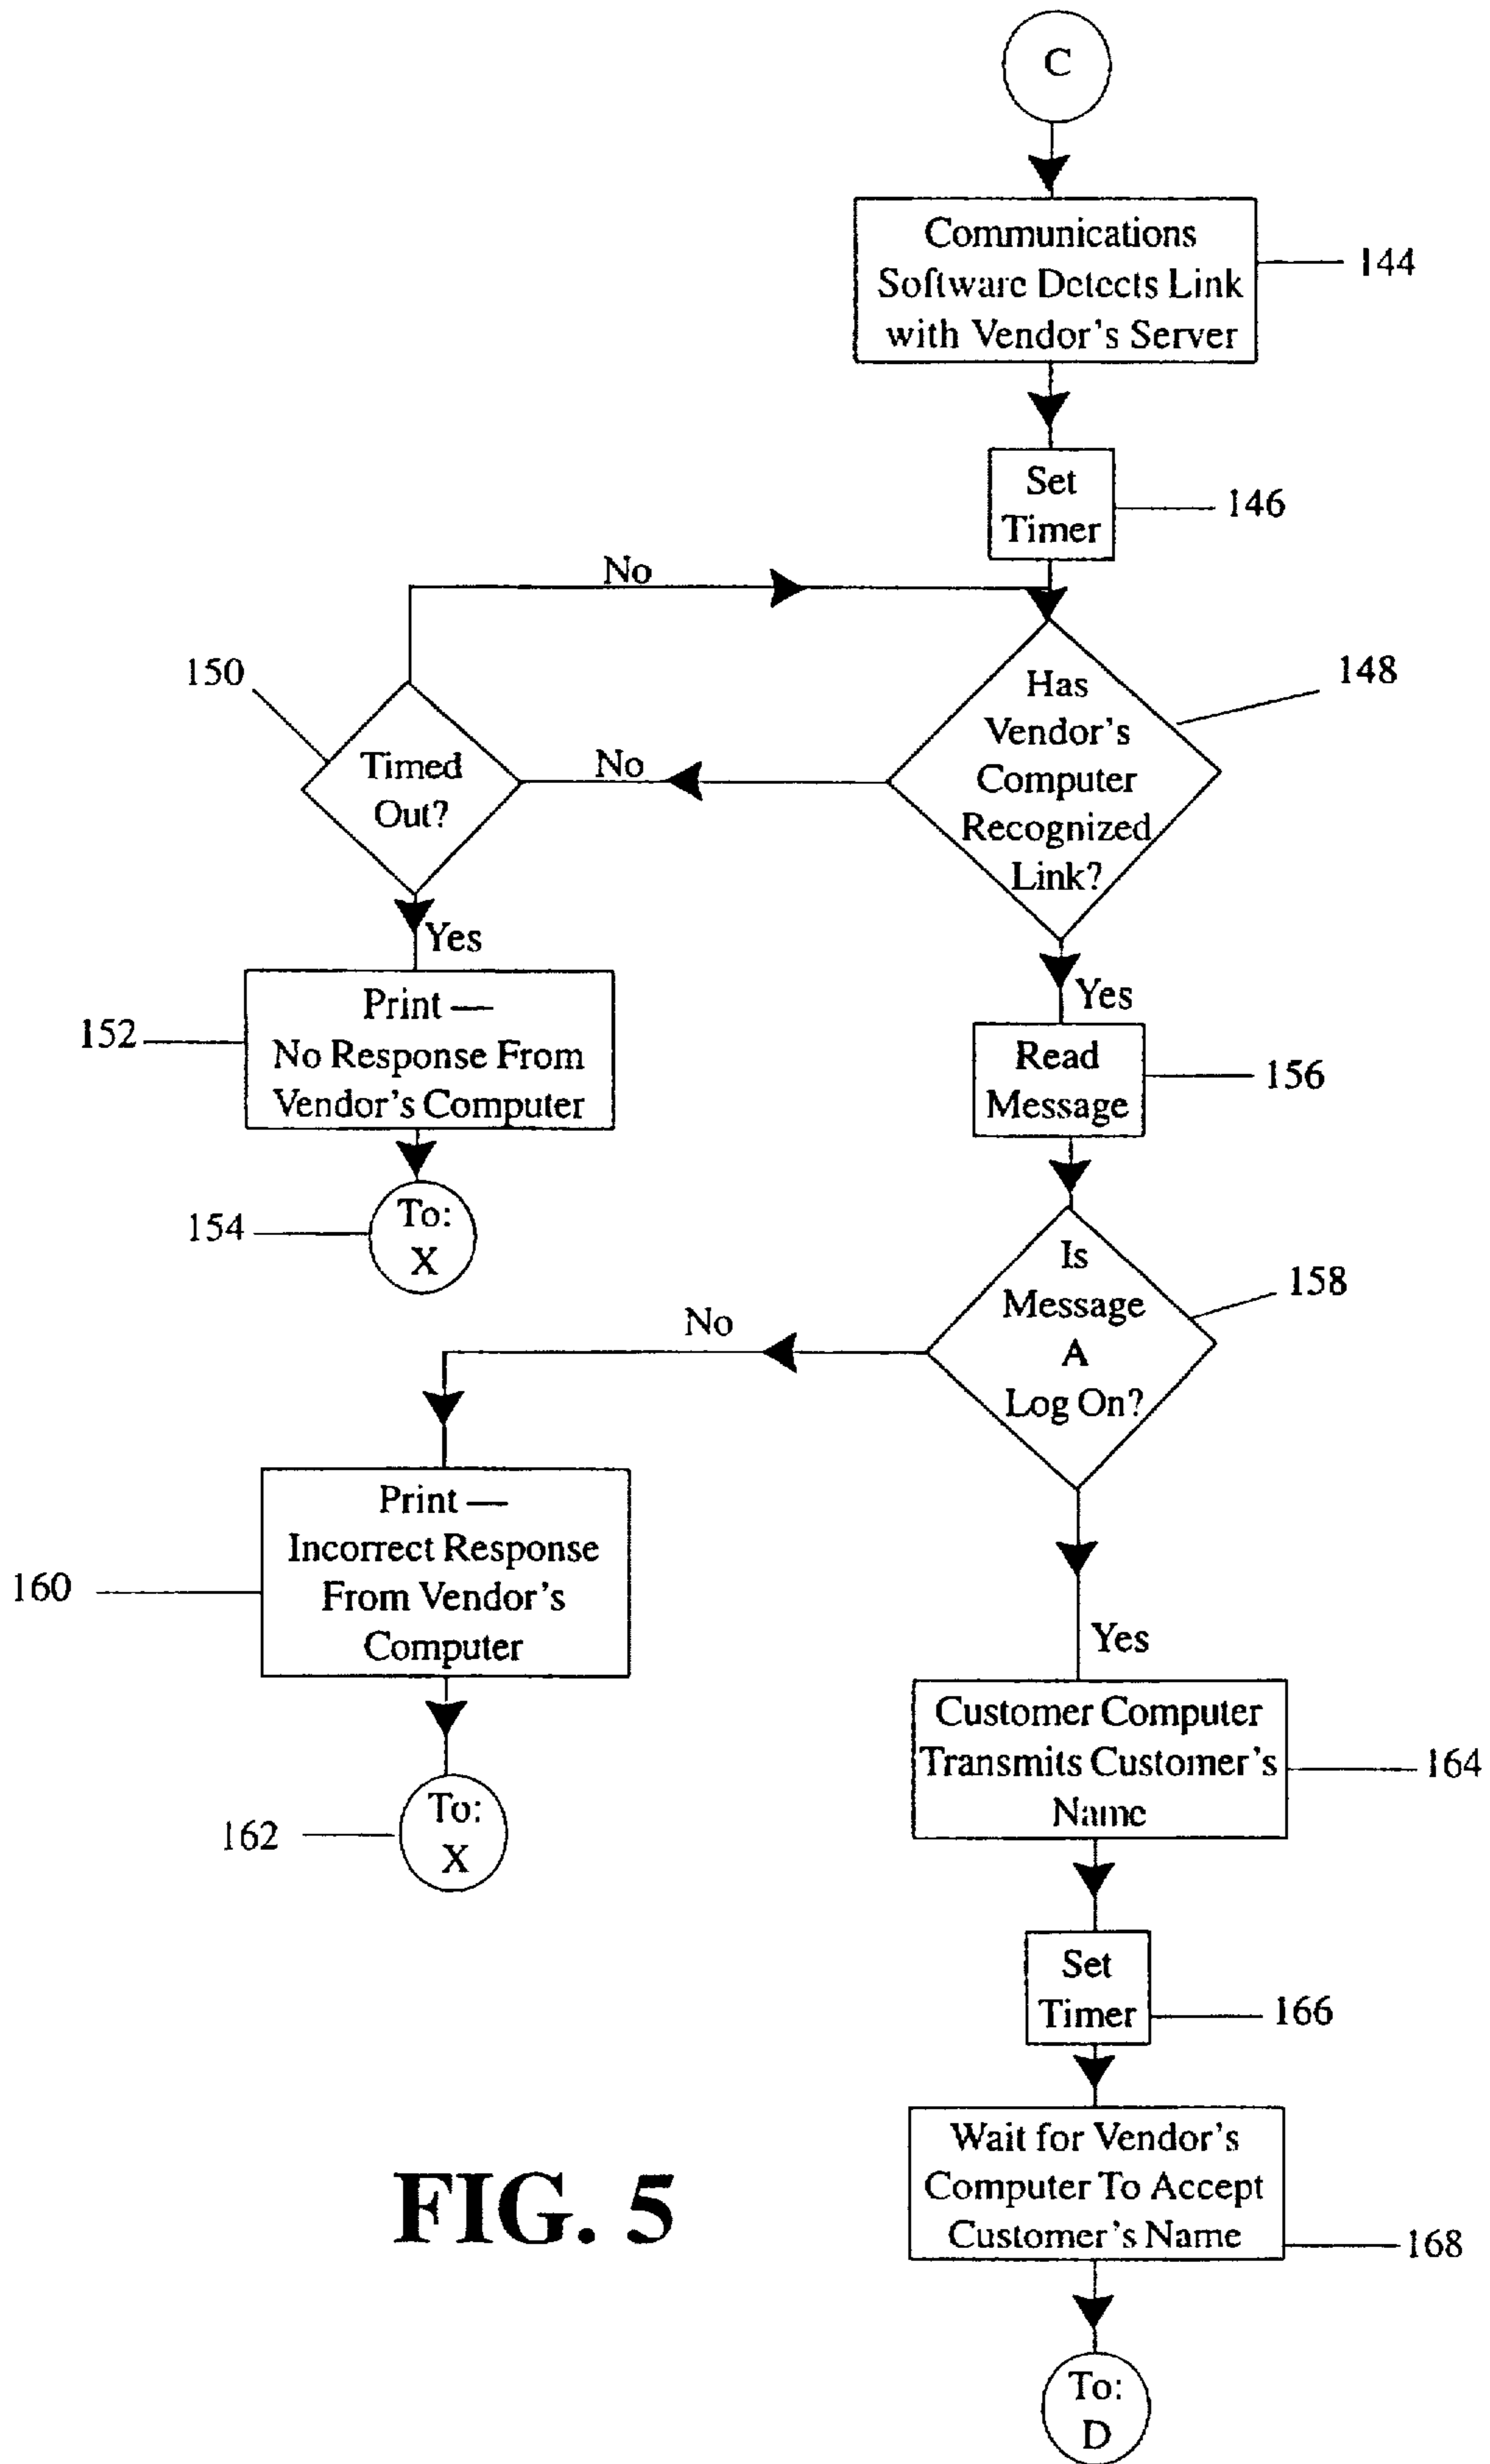 C
Communications
Software Detects Link
with Vendor's Server
144
Set
Timer
146
No
150
Timed
Out?
No
Has
Vendor's
Computer
Recognized
Link?
148
Yes
Yes
152
Print —
No Response From
Vendor's Computer
Read
Message
156
154
To:
X
Is
Message
A
Log On?
158
No
160
Print —
Incorrect Response
From Vendor's
Computer
Yes
162
To:
X
Customer Computer
Transmits Customer's
Name
164
Set
Timer
166
Wait for Vendor's
Computer To Accept
Customer's Name
168
FIG. 5
To:
D